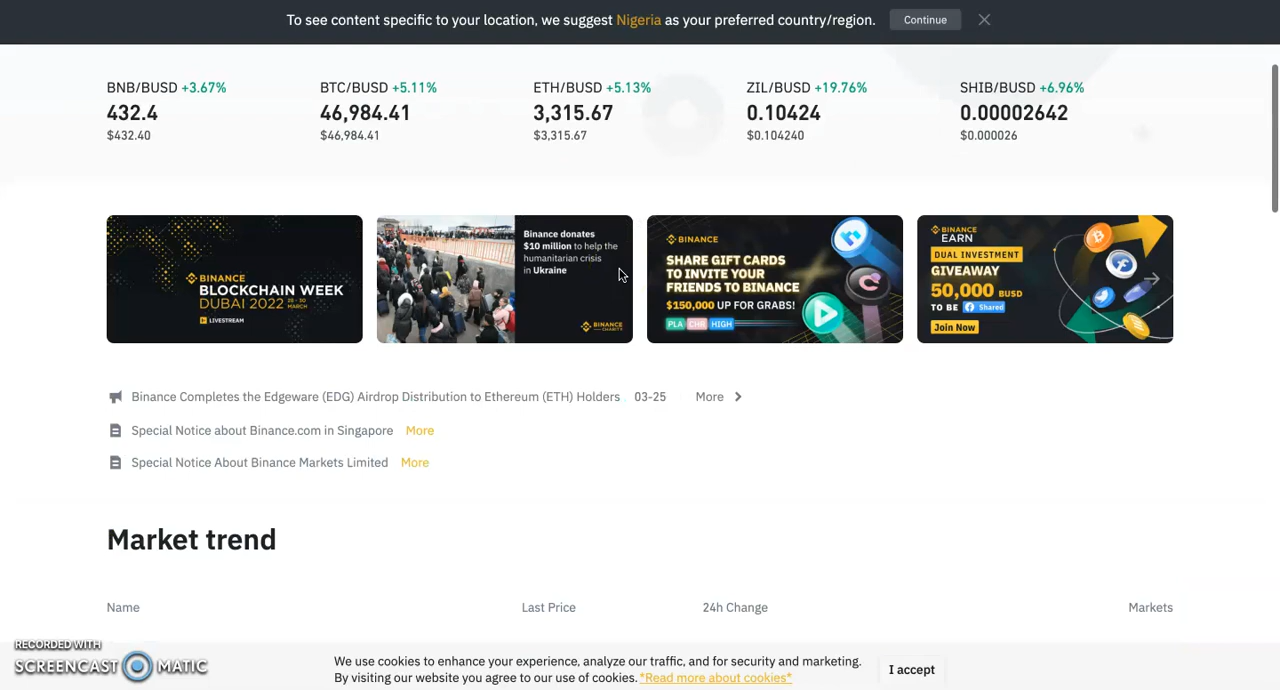 To see content specific to your location, we suggest Nigeria as your preferred country/region. Continue
BNB/BUSD +3.67%
432.4
$432.40
BTC/BUSD +5.11%
46,984.41
$46,984.41
ETH/BUSD +5.13%
3,315.67
$3,315.67
ZIL/BUSD +19.76%
0.10424
$0.104240
SHIB/BUSD +6.96%
0.00002642
$0.000026
BINANCE
BLOCKCHAIN WEEK
DUBAI 2022 28 - 30 MARCH
LIVESTREAM
Binance donates
$10 million to help the
humanitarian crisis
in Ukraine
BINANCE
CHARITY
BINANCE
SHARE GIFT CARDS
TO INVITE YOUR
FRIENDS TO BINANCE
$150,000 UP FOR GRABS!
PLA CHR HIGH
BINANCE
EARN
DUAL INVESTMENT
GIVEAWAY
50,000 BUSD
TO BE Shared
Join Now
Binance Completes the Edgeware (EDG) Airdrop Distribution to Ethereum (ETH) Holders 03-25 More
Special Notice about Binance.com in Singapore More
Special Notice About Binance Markets Limited More
Market trend
Name Last Price 24h Change Markets
RECORDED WITH
SCREENCAST MATIC
We use cookies to enhance your experience, analyze our traffic, and for security and marketing.
By visiting our website you agree to our use of cookies. *Read more about cookies*
I accept